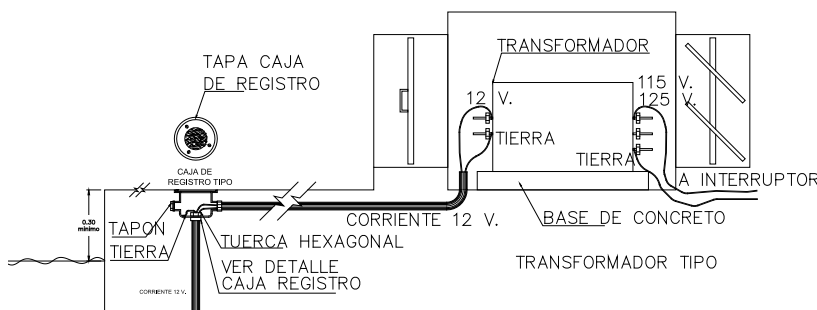 TAPA CAJA
DE REGISTRO
CAJA DE
REGISTRO TIPO
TRANSFORMADOR
12 V.
115 V.
125 V.
TIERRA
TIERRA
A INTERRUPTOR
0.30
mínimo
TAPON
TIERRA
TUERCA HEXAGONAL
CORRIENTE 12 V.
BASE DE CONCRETO
VER DETALLE
CAJA REGISTRO
TRANSFORMADOR TIPO
CORRIENTE 12 V.